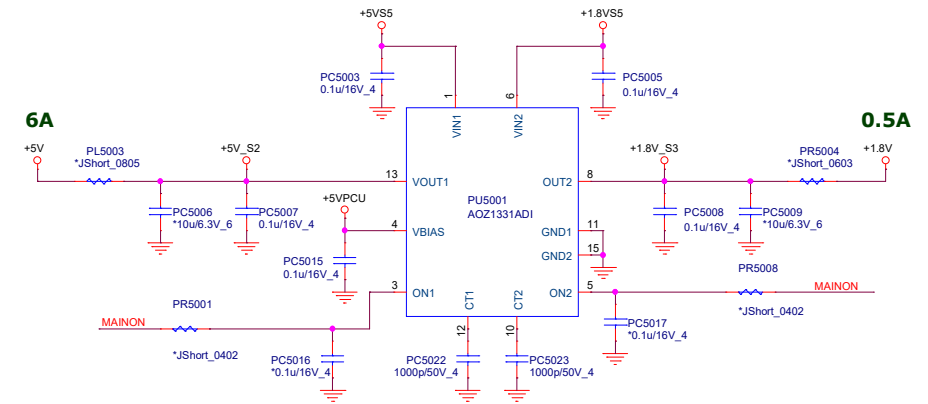 +5VS5
+1.8VS5
PC5003
0.1u/16V_4
PC5005
0.1u/16V_4
1
6
VIN1
VIN2
6A
0.5A
+5V
PL5003
*JShort_0805
+5V_S2
+1.8V_S3
PR5004
*JShort_0603
+1.8V
13
VOUT1
OUT2
8
PU5001
AOZ1331ADI
PC5006
*10u/6.3V_6
PC5007
0.1u/16V_4
+5VPCU
PC5008
0.1u/16V_4
PC5009
*10u/6.3V_6
4
VBIAS
GND1
11
GND2
15
PC5015
0.1u/16V_4
3
ON1
CT1
CT2
ON2
5
PR5008
MAINON
*JShort_0402
PR5001
MAINON
*JShort_0402
12
10
PC5017
*0.1u/16V_4
PC5016
*0.1u/16V_4
PC5022
1000p/50V_4
PC5023
1000p/50V_4